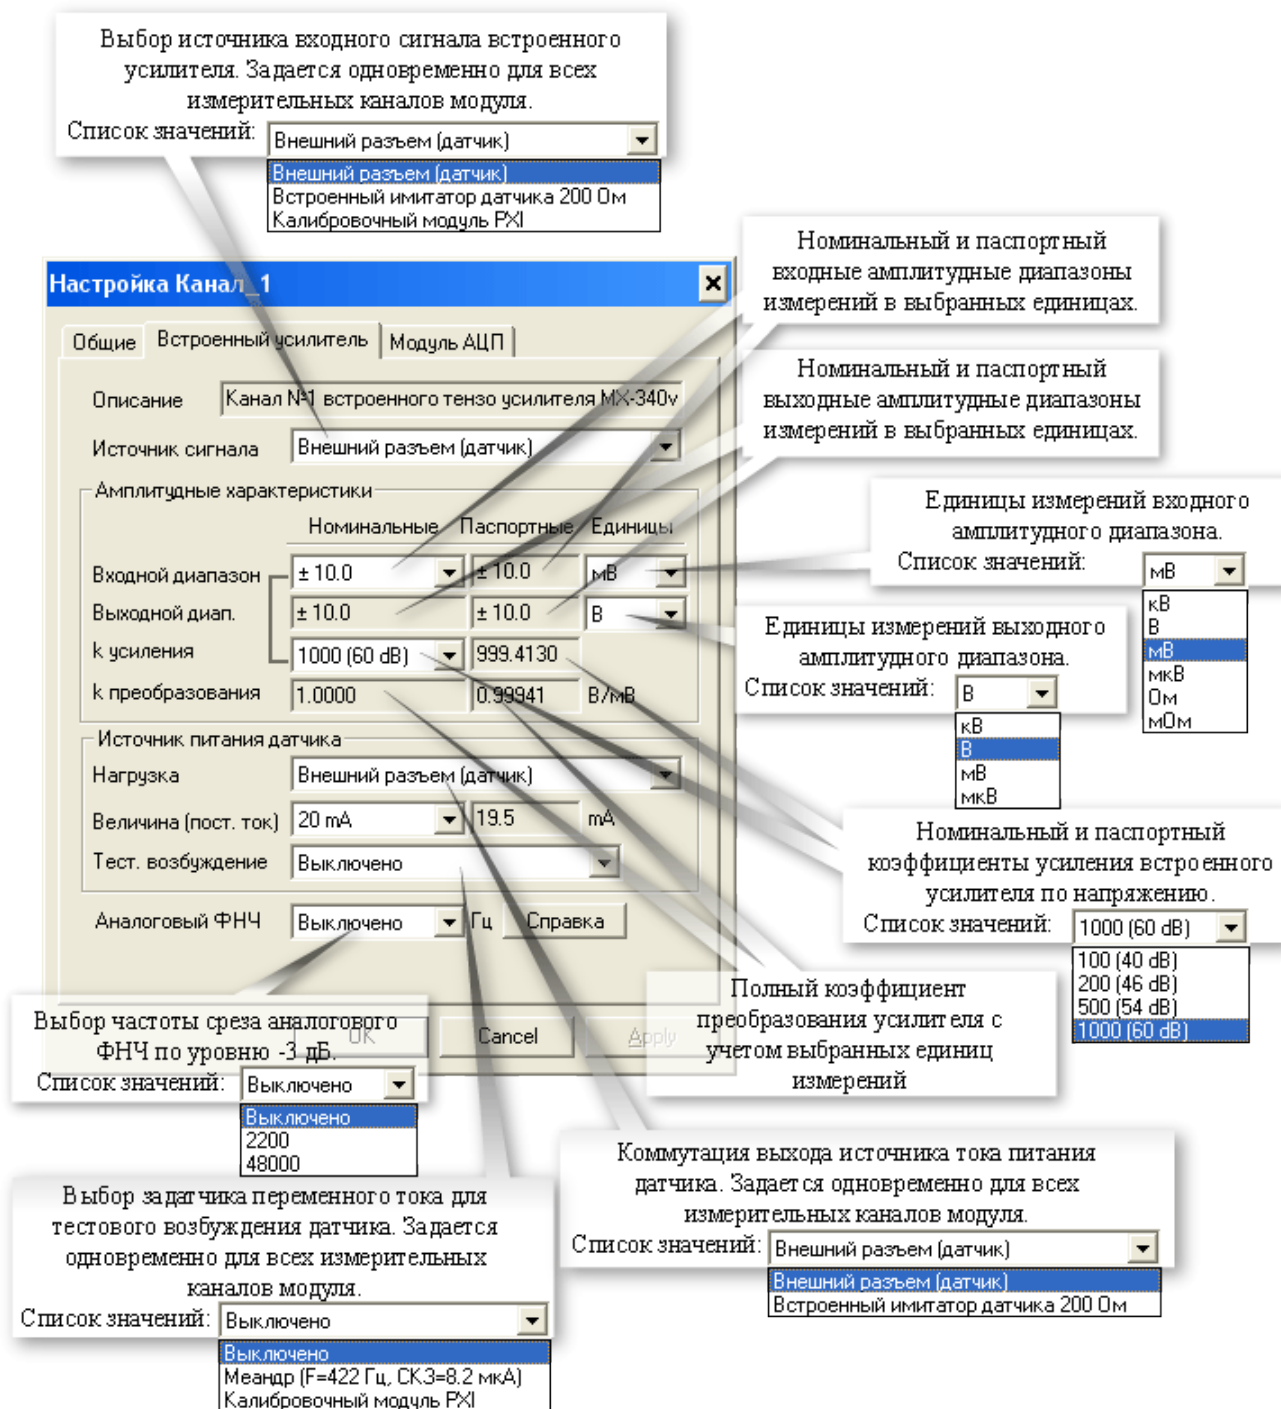 Выбор источника входного сигнала встроенного
усилителя. Задается одновременно для всех
измерительных каналов модуля.
Список значений:
Внешний разъем (датчик)
Внешний разъем (датчик)
Встроенный имитатор датчика 200 Ом
Калибровочный модуль PXI
Номинальный и паспортный
входные амплитудные диапазоны
измерений в выбранных единицах.
Настройка Канал_1
Общие
Встроенный усилитель
Модуль АЦП
Номинальный и паспортный
выходные амплитудные диапазоны
измерений в выбранных единицах.
Описание
Канал №1 встроенного тензо усилителя МХ-340v
Источник сигнала
Внешний разъем (датчик)
Амплитудные характеристики
Номинальные Паспортные Единицы
Входной диапазон ± 10.0 ± 10.0 мВ
Выходной диап. ± 10.0 ± 10.0 В
k усиления 1000 (60 dB) 999.4130
k преобразования 1.0000 0.99941 В/мВ
Единицы измерений входного
амплитудного диапазона.
Список значений:
мВ
кВ
В
мВ
мкВ
Ом
мОм
Единицы измерений выходного
амплитудного диапазона.
Список значений:
В
кВ
В
мВ
мкВ
Источник питания датчика
Нагрузка Внешний разъем (датчик)
Величина (пост. ток) 20 mA 19.5 mA
Тест. возбуждение Выключено
Аналоговый ФНЧ Выключено Гц Справка
Номинальный и паспортный
коэффициенты усиления встроенного
усилителя по напряжению.
Список значений:
1000 (60 dB)
100 (40 dB)
200 (46 dB)
500 (54 dB)
1000 (60 dB)
Полный коэффициент
преобразования усилителя с
учетом выбранных единиц
измерений
OK Cancel Apply
Выбор частоты среза аналогового
ФНЧ по уровню -3 дБ.
Список значений:
Выключено
Выключено
2200
48000
Коммутация выхода источника тока питания
датчика. Задается одновременно для всех
измерительных каналов модуля.
Список значений:
Внешний разъем (датчик)
Внешний разъем (датчик)
Встроенный имитатор датчика 200 Ом
Выбор задатчика переменного тока для
тестового возбуждения датчика. Задается
одновременно для всех измерительных
каналов модуля.
Список значений:
Выключено
Выключено
Меандр (F=422 Гц, СКЗ=8.2 мкА)
Калибровочный модуль PXI